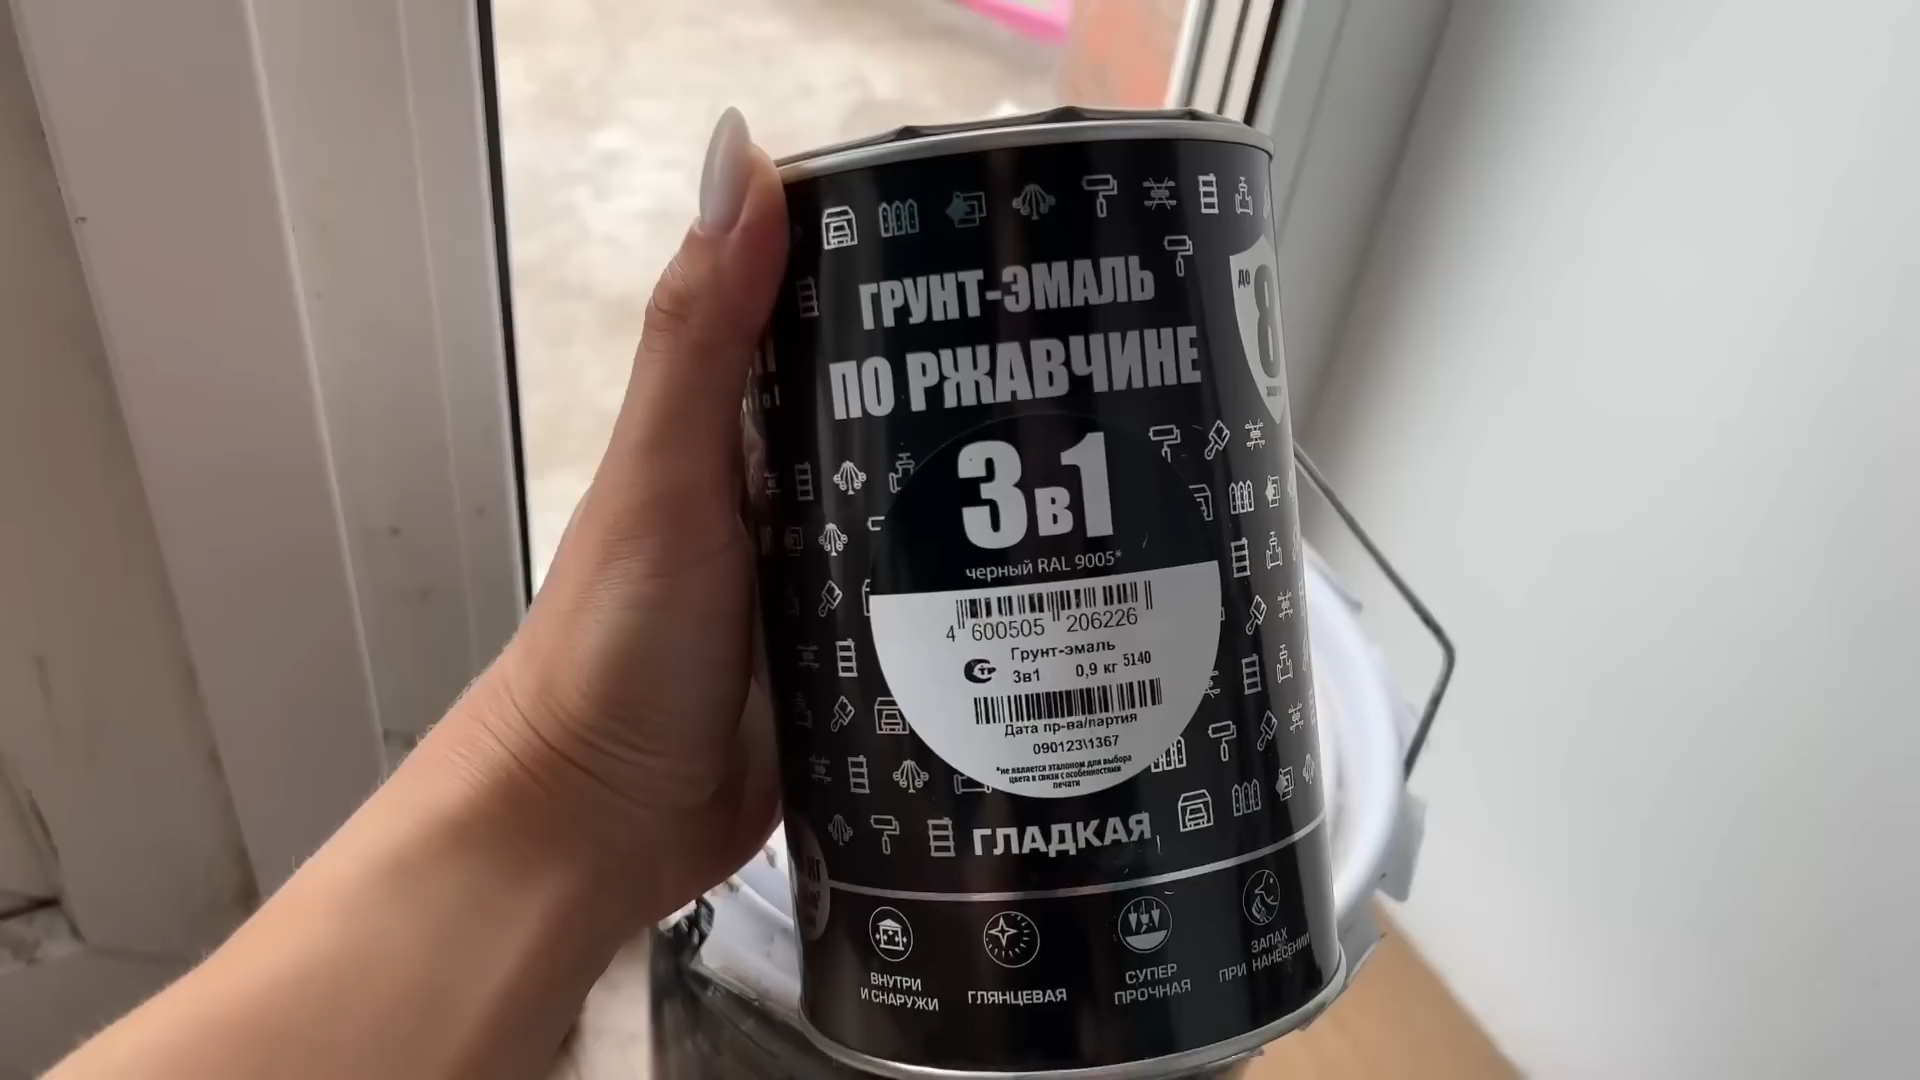 ГРУНТ-ЭМАЛЬ
ПО РЖАВЧИНЕ
ДО
8
3в1
черный RAL 9005*
4 600505 206226
Грунт-эмаль
3в1 0,9 кг 5140
Дата пр-ва/партия
090123\1367
*не является эталоном для выбора
цвета в связи с особенностями
печати
ГЛАДКАЯ
КГ
ВНУТРИ
И СНАРУЖИ
ГЛЯНЦЕВАЯ
СУПЕР
ПРОЧНАЯ
ЗАПАХ
ПРИ НАНЕСЕНИИ